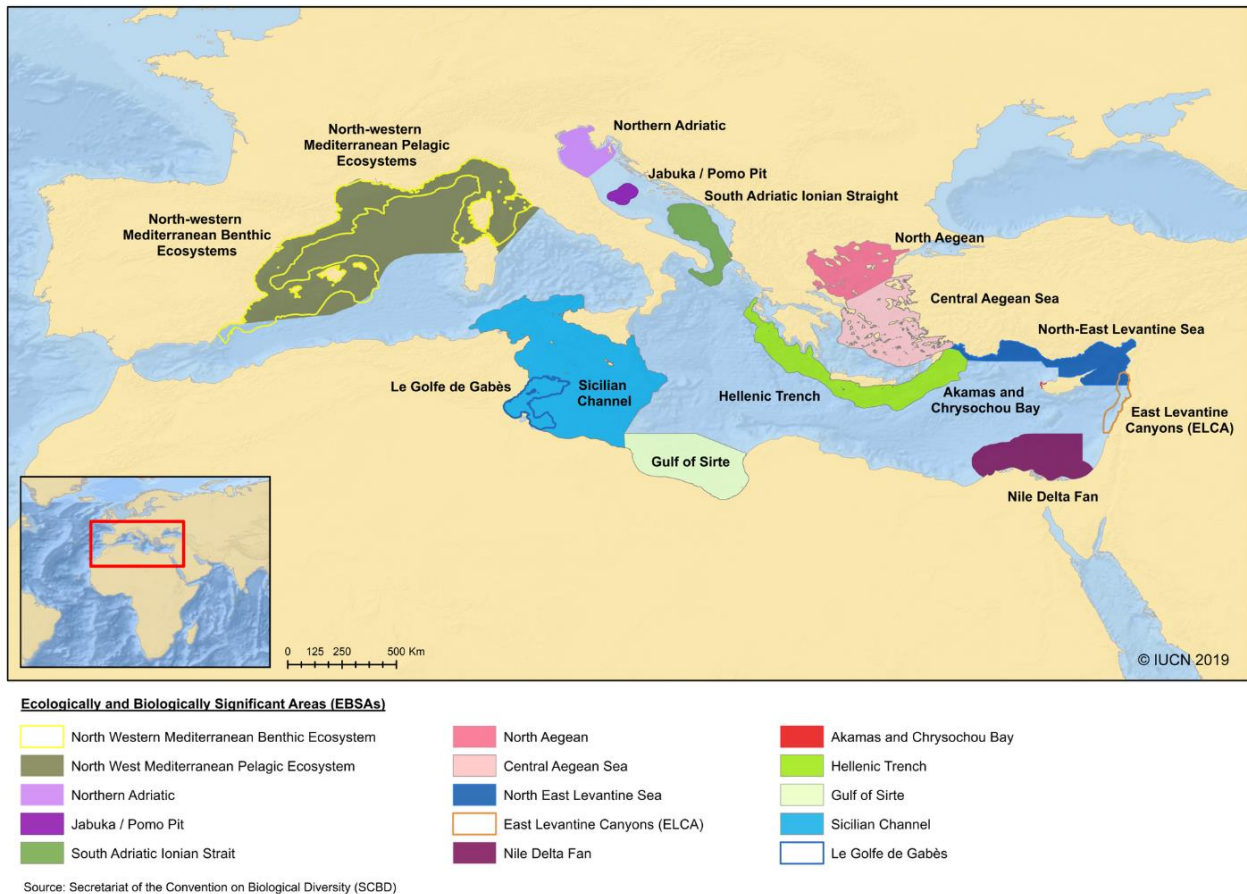 North-western
Mediterranean Pelagic
Ecosystems
Northern Adriatic
Jabuka / Pomo Pit
South Adriatic Ionian Straight
North-western
Mediterranean Benthic
Ecosystems
North Aegean
Central Aegean Sea
North-East Levantine Sea
Le Golfe de Gabès
Sicilian
Channel
Hellenic Trench
Akamas and
Chrysochou Bay
East Levantine
Canyons (ELCA)
Gulf of Sirte
Nile Delta Fan
0 125 250 500 Km
© IUCN 2019
Ecologically and Biologically Significant Areas (EBSAs)
North Western Mediterranean Benthic Ecosystem
North West Mediterranean Pelagic Ecosystem
Northern Adriatic
Jabuka / Pomo Pit
South Adriatic Ionian Strait
North Aegean
Central Aegean Sea
North East Levantine Sea
East Levantine Canyons (ELCA)
Nile Delta Fan
Akamas and Chrysochou Bay
Hellenic Trench
Gulf of Sirte
Sicilian Channel
Le Golfe de Gabès
Source: Secretariat of the Convention on Biological Diversity (SCBD)